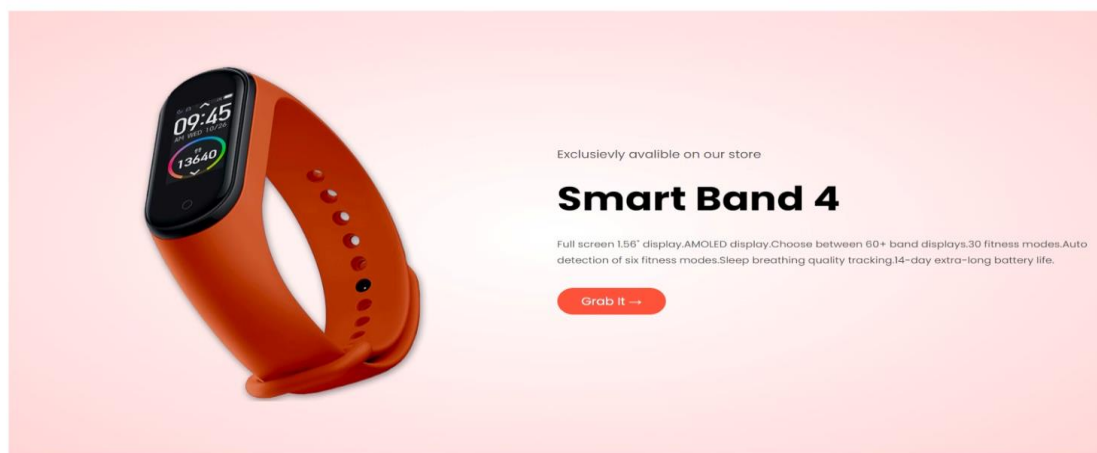 09:45
AM WED 10/26
13640
Exclusievly avalible on our store
Smart Band 4
Full screen 1.56" display.AMOLED display.Choose between 60+ band displays.30 fitness modes.Auto
detection of six fitness modes.Sleep breathing quality tracking.14-day extra-long battery life.
Grab It →